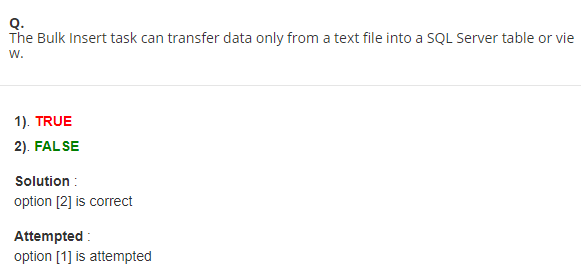 Q.
The Bulk Insert task can transfer data only from a text file into a SQL Server table or vie
w.
1). TRUE
2). FALSE
Solution :
option [2] is correct
Attempted :
option [1] is attempted